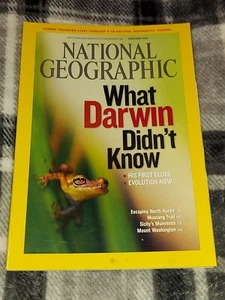 NATIONAL
GEOGRAPHIC
What
Darwin
Didn't
Know
HIS FIRST CLUES
EVOLUTION NOW
Escaping North Korea
Mustang Trail
Sicily's Mummies
Mount Washington